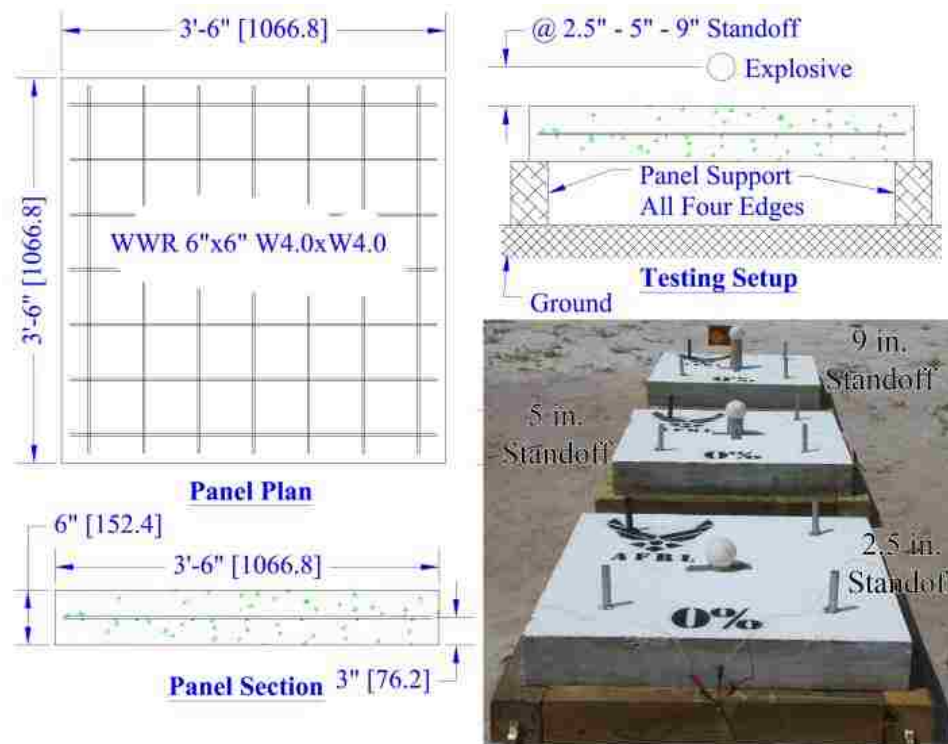 3'-6" [1066.8]
3'-6" [1066.8]
WWR 6"x6" W4.0xW4.0
Panel Plan
6" [152.4]
3'-6" [1066.8]
Panel Section
3" [76.2]
@ 2.5" - 5" - 9" Standoff
Explosive
Panel Support
All Four Edges
Testing Setup
Ground
9 in.
Standoff
0%
5 in.
Standoff
0%
2.5 in.
Standoff
AFRL
0%